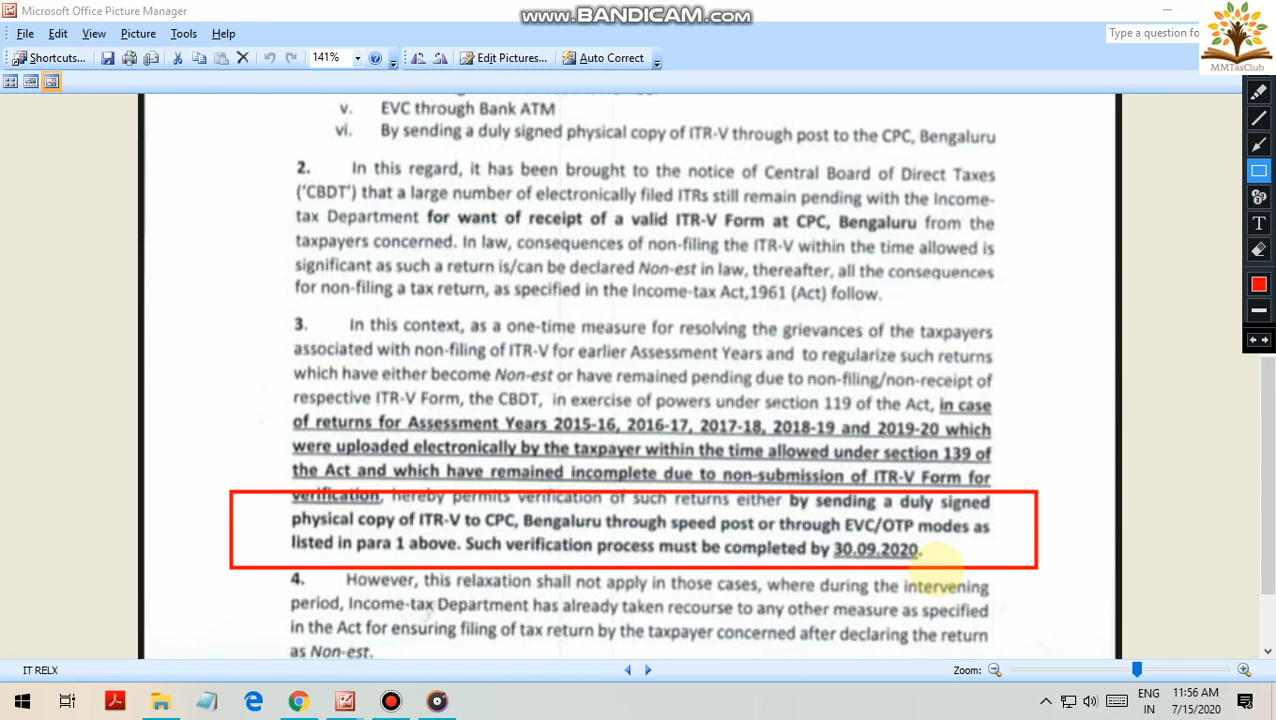 Microsoft Office Picture Manager
www.BANDICAM.com
File Edit View Picture Tools Help
Type a question fo
MMTaxClub
Shortcuts... 141% Edit Pictures... Auto Correct
v. EVC through Bank ATM
vi. By sending a duly signed physical copy of ITR-V through post to the CPC, Bengaluru
2. In this regard, it has been brought to the notice of Central Board of Direct Taxes
('CBDT') that a large number of electronically filed ITRs still remain pending with the Income-
tax Department for want of receipt of a valid ITR-V Form at CPC, Bengaluru from the
taxpayers concerned. In law, consequences of non-filing the ITR-V within the time allowed is
significant as such a return is/can be declared Non-est in law, thereafter, all the consequences
for non-filing a tax return, as specified in the Income-tax Act,1961 (Act) follow.
3. In this context, as a one-time measure for resolving the grievances of the taxpayers
associated with non-filing of ITR-V for earlier Assessment Years and to regularize such returns
which have either become Non-est or have remained pending due to non-filing/non-receipt of
respective ITR-V Form, the CBDT, in exercise of powers under section 119 of the Act, in case
of returns for Assessment Years 2015-16, 2016-17, 2017-18, 2018-19 and 2019-20 which
were uploaded electronically by the taxpayer within the time allowed under section 139 of
the Act and which have remained incomplete due to non-submission of ITR-V Form for
verification, hereby permits verification of such returns either by sending a duly signed
physical copy of ITR-V to CPC, Bengaluru through speed post or through EVC/OTP modes as
listed in para 1 above. Such verification process must be completed by 30.09.2020.
4. However, this relaxation shall not apply in those cases, where during the intervening
period, Income-tax Department has already taken recourse to any other measure as specified
in the Act for ensuring filing of tax return by the taxpayer concerned after declaring the return
as Non-est.
IT RELX Zoom:
ENG 11:56 AM
IN 7/15/2020